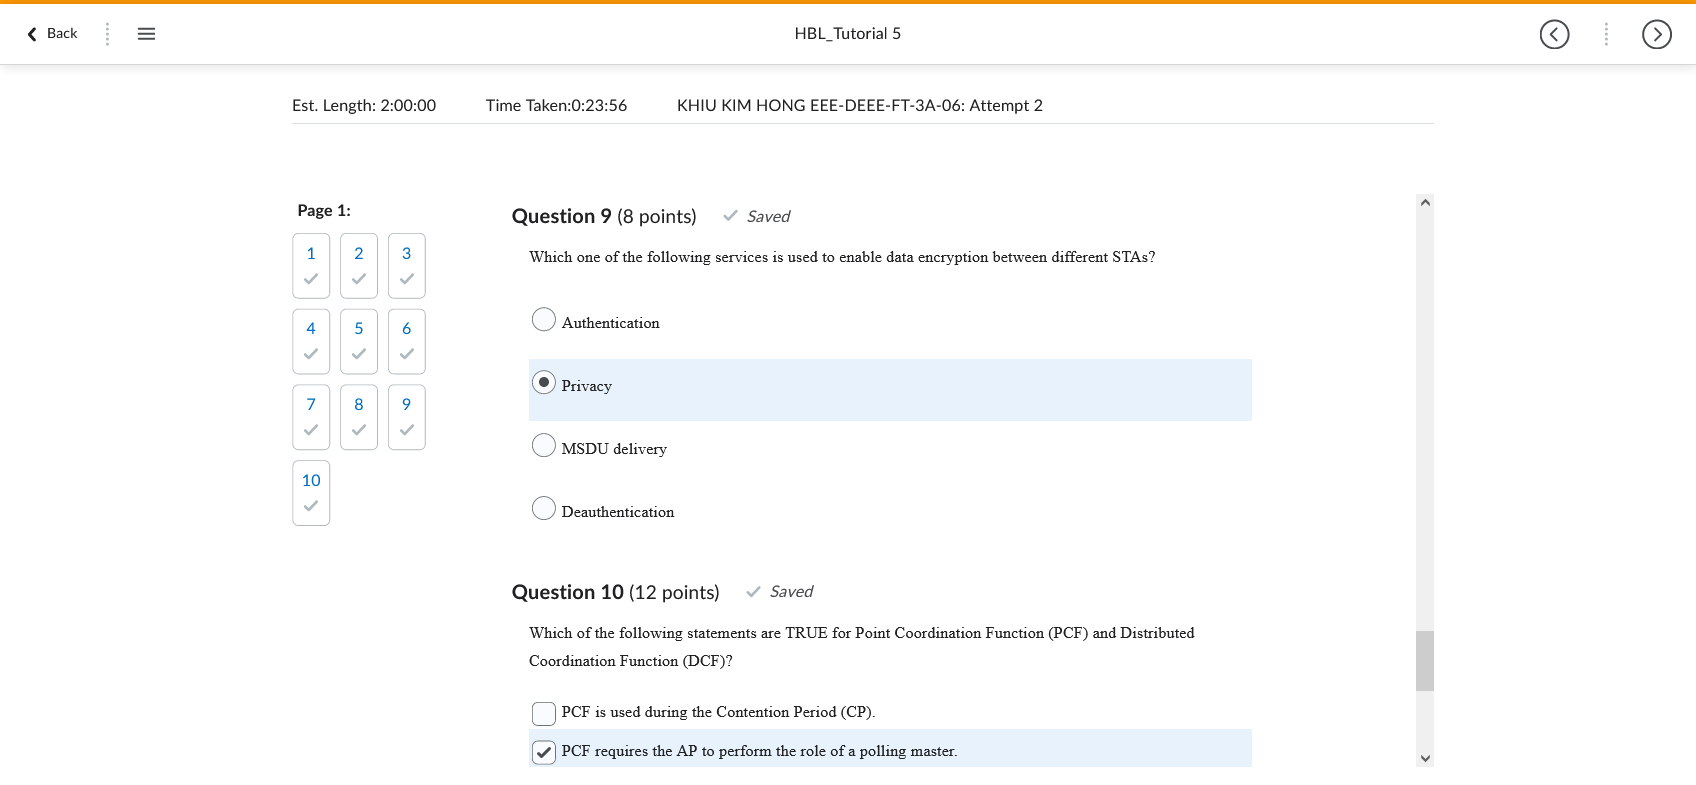 Back
HBL_Tutorial 5
Est. Length: 2:00:00 Time Taken:0:23:56 KHIU KIM HONG EEE-DEEE-FT-3A-06: Attempt 2
Page 1:
1 2 3
4 5 6
7 8 9
10
Question 9 (8 points) Saved
Which one of the following services is used to enable data encryption between different STAs?
Authentication
Privacy
MSDU delivery
Deauthentication
Question 10 (12 points) Saved
Which of the following statements are TRUE for Point Coordination Function (PCF) and Distributed
Coordination Function (DCF)?
PCF is used during the Contention Period (CP).
PCF requires the AP to perform the role of a polling master.